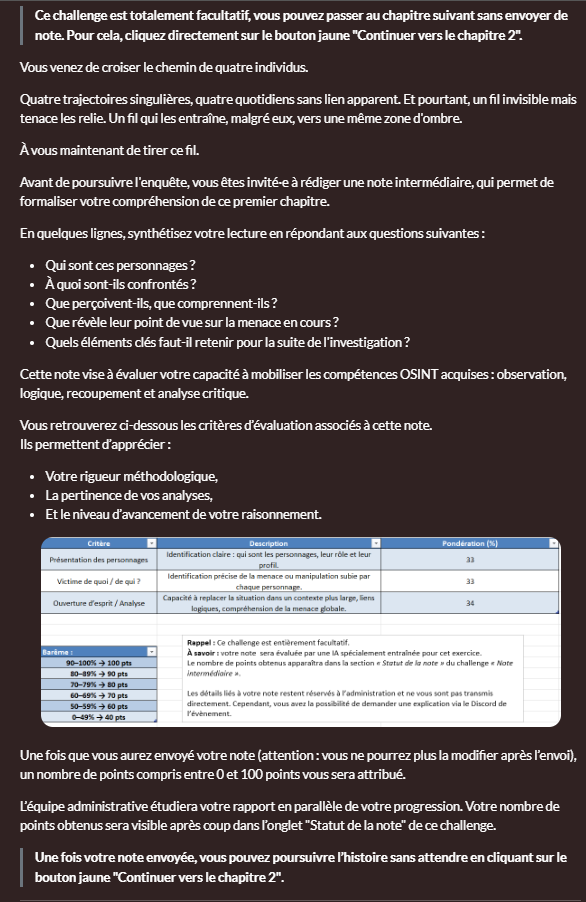 Ce challenge est totalement facultatif, vous pouvez passer au chapitre suivant sans envoyer de
note. Pour cela, cliquez directement sur le bouton jaune "Continuer vers le chapitre 2".
Vous venez de croiser le chemin de quatre individus.
Quatre trajectoires singulières, quatre quotidiens sans lien apparent. Et pourtant, un fil invisible mais
tenace les relie. Un fil qui les entraîne, malgré eux, vers une même zone d'ombre.
À vous maintenant de tirer ce fil.
Avant de poursuivre l'enquête, vous êtes invité·e à rédiger une note intermédiaire, qui permet de
formaliser votre compréhension de ce premier chapitre.
En quelques lignes, synthétisez votre lecture en répondant aux questions suivantes :
• Qui sont ces personnages ?
• À quoi sont-ils confrontés ?
• Que perçoivent-ils, que comprennent-ils ?
• Que révèle leur point de vue sur la menace en cours ?
• Quels éléments clés faut-il retenir pour la suite de l'investigation ?
Cette note vise à évaluer votre capacité à mobiliser les compétences OSINT acquises : observation,
logique, recoupement et analyse critique.
Vous retrouverez ci-dessous les critères d'évaluation associés à cette note.
Ils permettent d'apprécier :
• Votre rigueur méthodologique,
• La pertinence de vos analyses,
• Et le niveau d'avancement de votre raisonnement.
Critère Description Pondération (%)
Présentation des personnages Identification claire : qui sont les personnages, leur rôle et leur
profil. 33
Victime de quoi / de qui ? Identification précise de la menace ou manipulation subie par
chaque personnage. 33
Ouverture d'esprit / Analyse Capacité à replacer la situation dans un contexte plus large, liens
logiques, compréhension de la menace globale. 34
Barème :
90–100% → 100 pts
80–89% → 90 pts
70–79% → 80 pts
60–69% → 70 pts
50–59% → 60 pts
0–49% → 40 pts
Rappel : Ce challenge est entièrement facultatif.
À savoir : votre note sera évaluée par une IA spécialement entraînée pour cet exercice.
Le nombre de points obtenus apparaîtra dans la section « Statut de la note » du challenge « Note
intermédiaire ».
Les détails liés à votre note restent réservés à l'administration et ne vous sont pas transmis
directement. Cependant, vous avez la possibilité de demander une explication via le Discord de
l'évènement.
Une fois que vous aurez envoyé votre note (attention : vous ne pourrez plus la modifier après l'envoi),
un nombre de points compris entre 0 et 100 points vous sera attribué.
L'équipe administrative étudiera votre rapport en parallèle de votre progression. Votre nombre de
points obtenus sera visible après coup dans l'onglet "Statut de la note" de ce challenge.
Une fois votre note envoyée, vous pouvez poursuivre l'histoire sans attendre en cliquant sur le
bouton jaune "Continuer vers le chapitre 2".